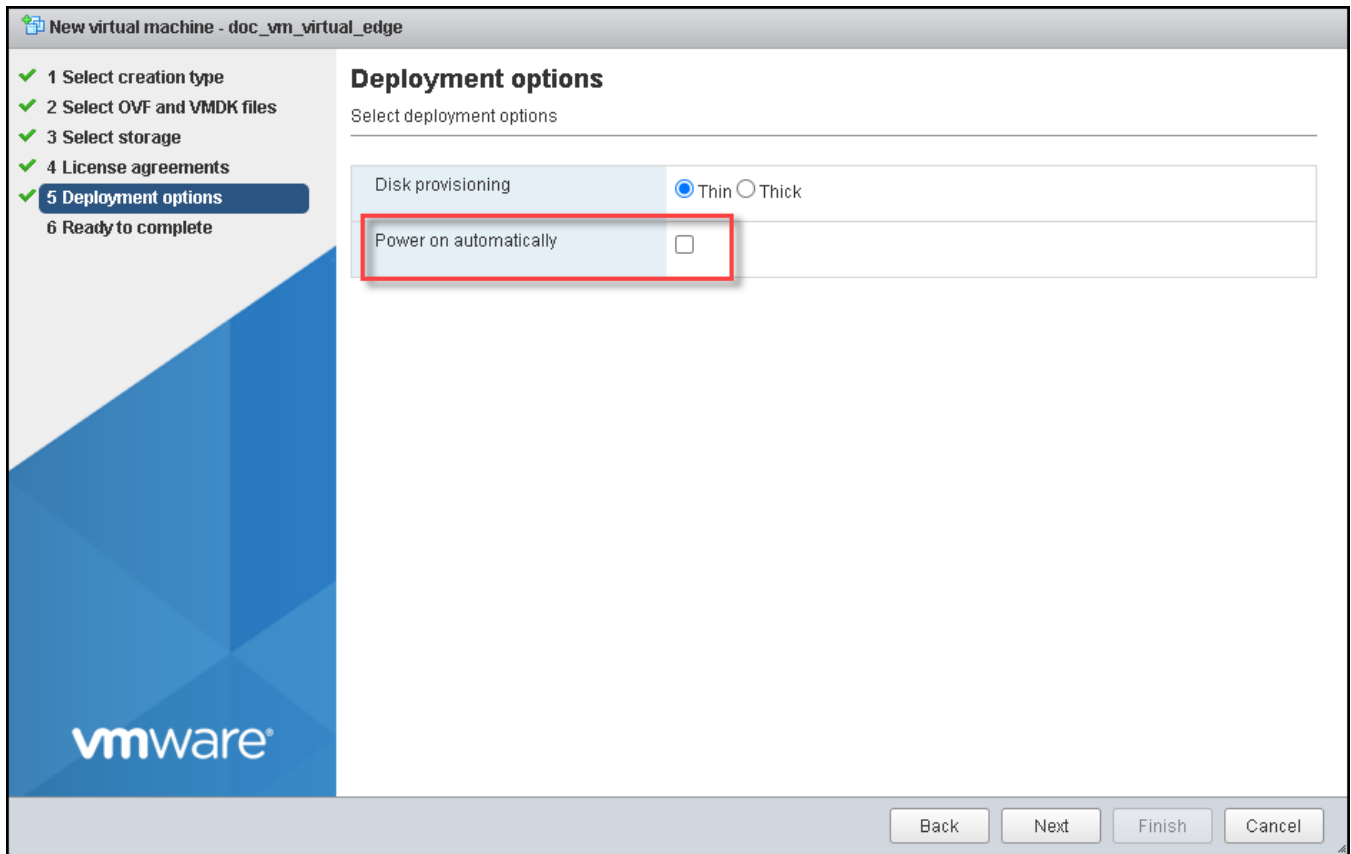 New virtual machine - doc_vm_virtual_edge
1 Select creation type
2 Select OVF and VMDK files
3 Select storage
4 License agreements
5 Deployment options
6 Ready to complete
Deployment options
Select deployment options
Disk provisioning
Thin Thick
Power on automatically
vmware®
Back Next Finish Cancel